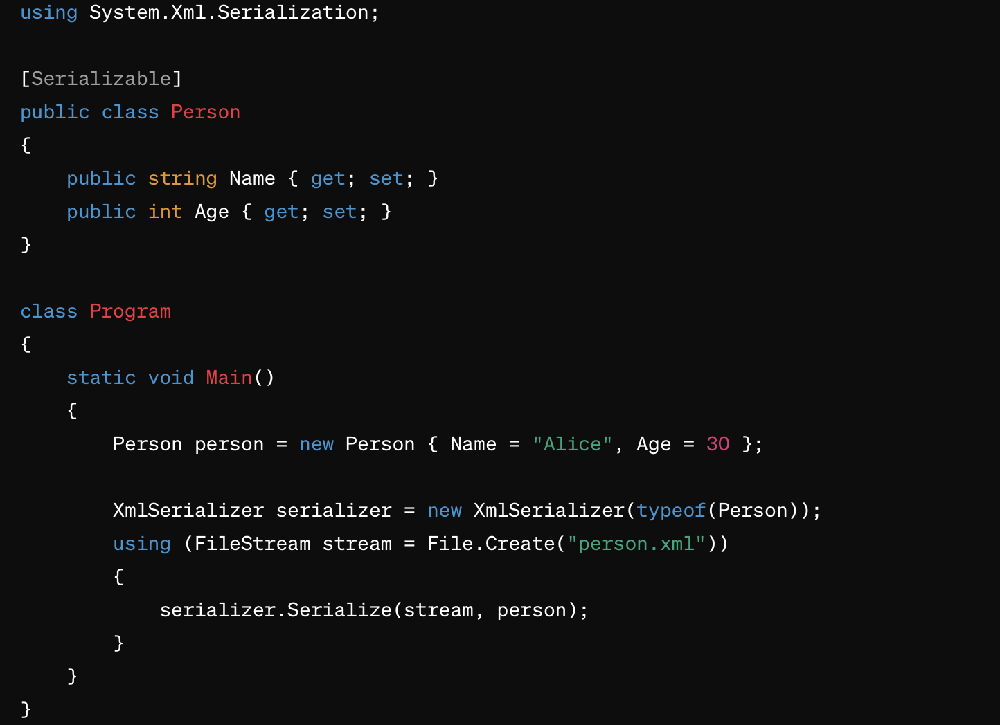 using System.Xml.Serialization;

[Serializable]
public class Person
{
    public string Name { get; set; }
    public int Age { get; set; }
}

class Program
{
    static void Main()
    {
        Person person = new Person { Name = "Alice", Age = 30 };

        XmlSerializer serializer = new XmlSerializer(typeof(Person));
        using (FileStream stream = File.Create("person.xml"))
        {
            serializer.Serialize(stream, person);
        }
    }
}